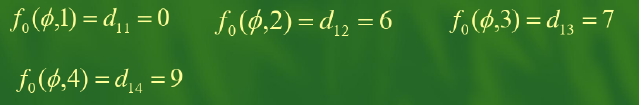 f₀(ϕ,1) = d₁₁ = 0 f₀(ϕ,2) = d₁₂ = 6 f₀(ϕ,3) = d₁₃ = 7
f₀(ϕ,4) = d₁₄ = 9